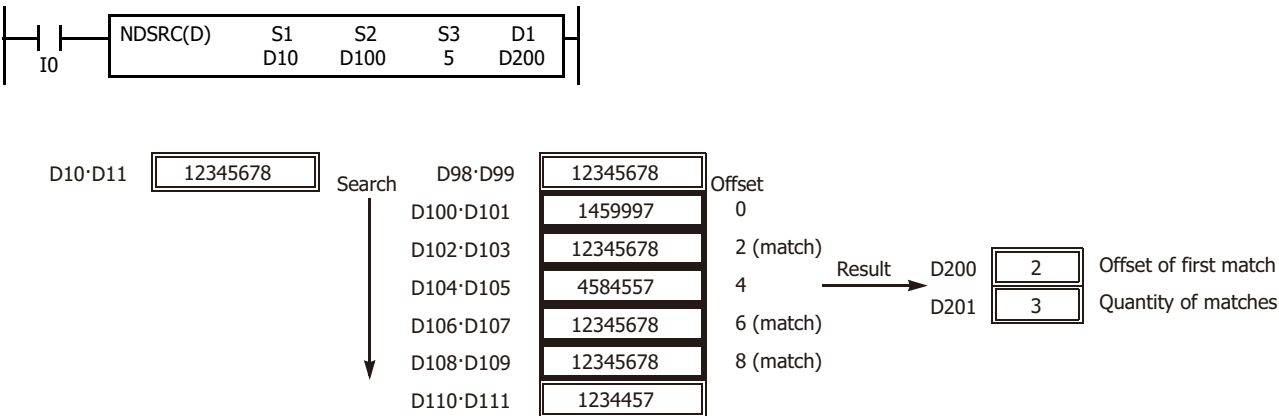 NDSRC(D) S1 S2 S3 D1
D10 D100 5 D200
I0
D10·D11 12345678 Search D98·D99 12345678 Offset
D100·D101 1459997 0
D102·D103 12345678 2 (match)
Result D200 2 Offset of first match
D104·D105 4584557 4
D201 3 Quantity of matches
D106·D107 12345678 6 (match)
D108·D109 12345678 8 (match)
D110·D111 1234457